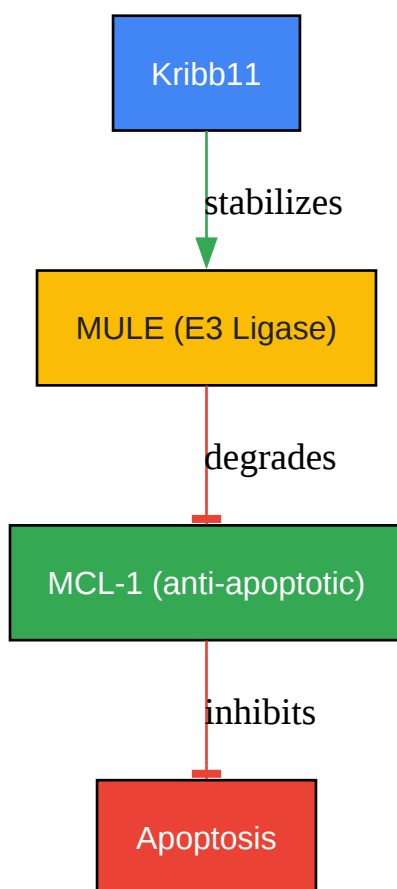 Kribb11
stabilizes
MULE (E3 Ligase)
degrades
MCL-1 (anti-apoptotic)
inhibits
Apoptosis